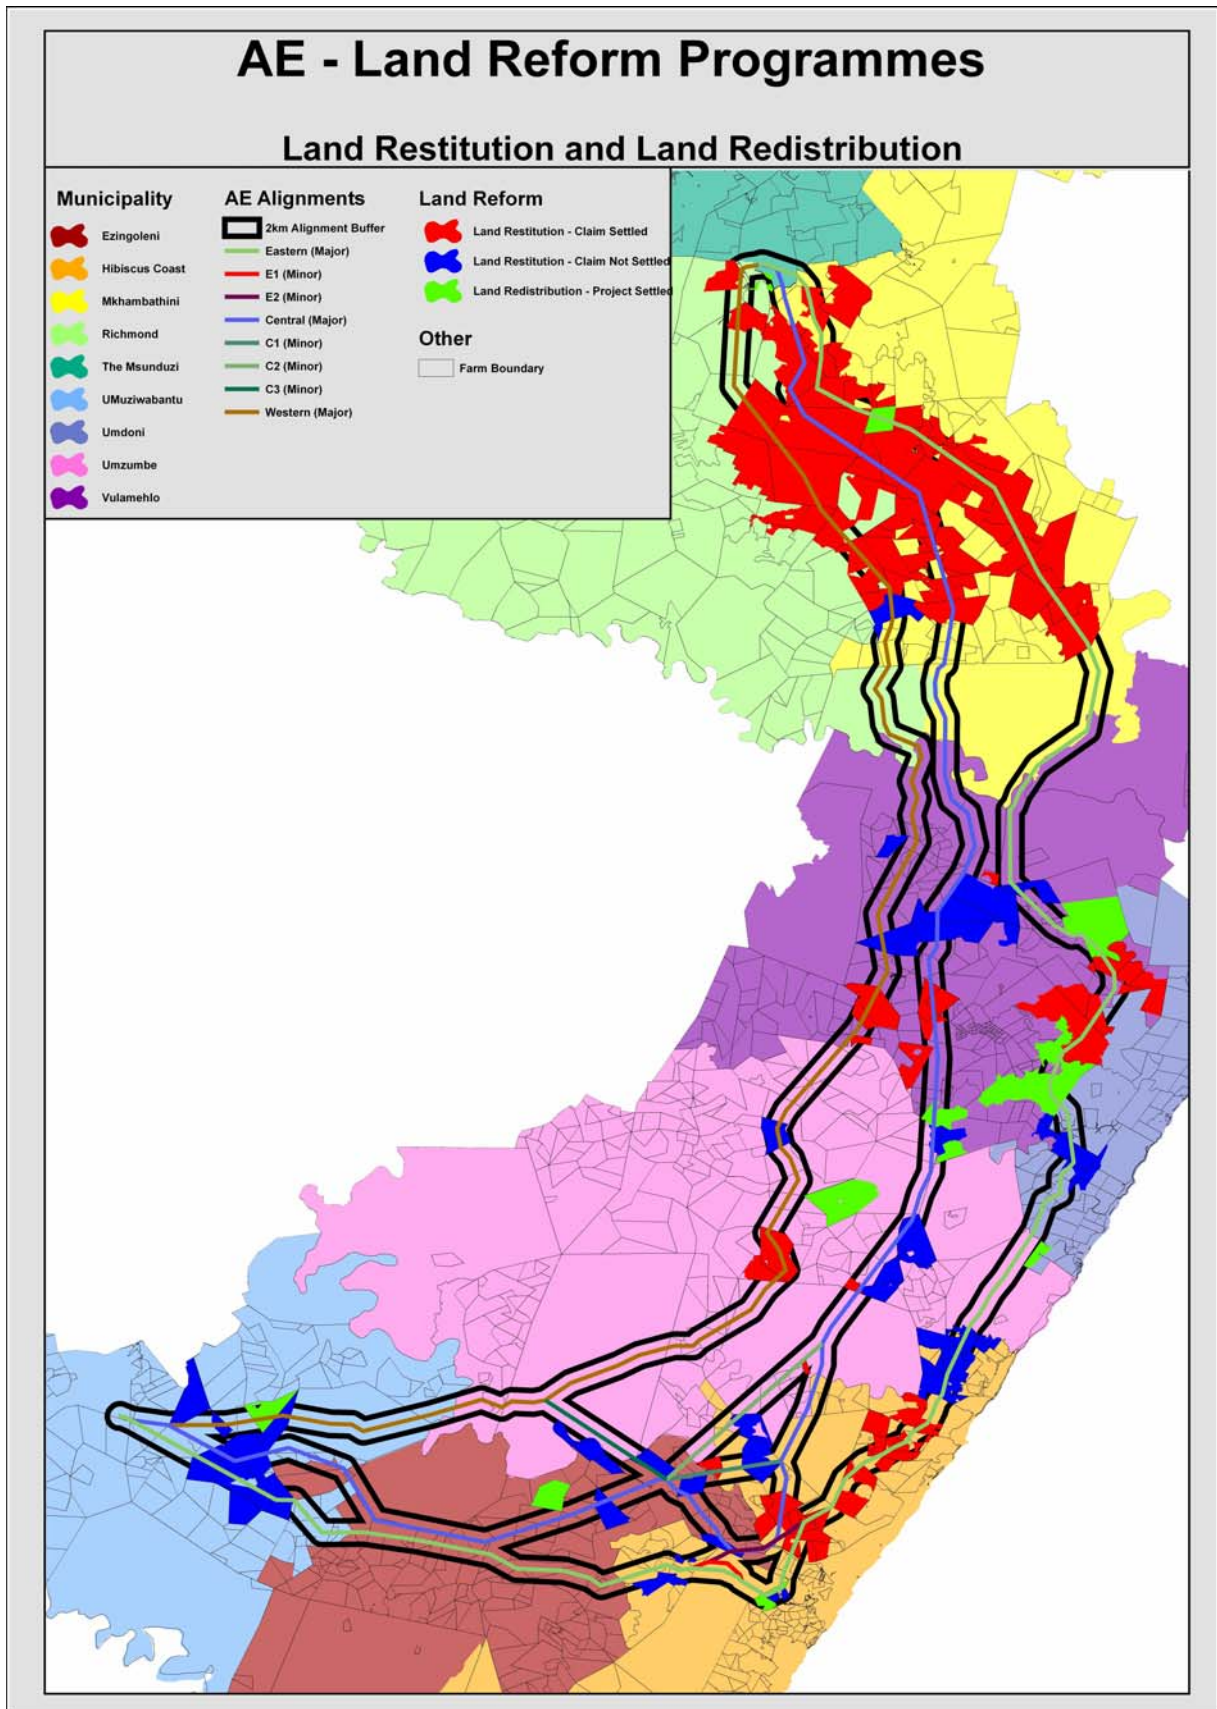 AE - Land Reform Programmes
Land Restitution and Land Redistribution
Municipality
Ezingoleni
Hibiscus Coast
Mkhambathini
Richmond
The Msunduzi
UMuziwabantu
Umdoni
Umzumbe
Vulamehlo
AE Alignments
2km Alignment Buffer
Eastern (Major)
E1 (Minor)
E2 (Minor)
Central (Major)
C1 (Minor)
C2 (Minor)
C3 (Minor)
Western (Major)
Land Reform
Land Restitution - Claim Settled
Land Restitution - Claim Not Settled
Land Redistribution - Project Settled
Other
Farm Boundary